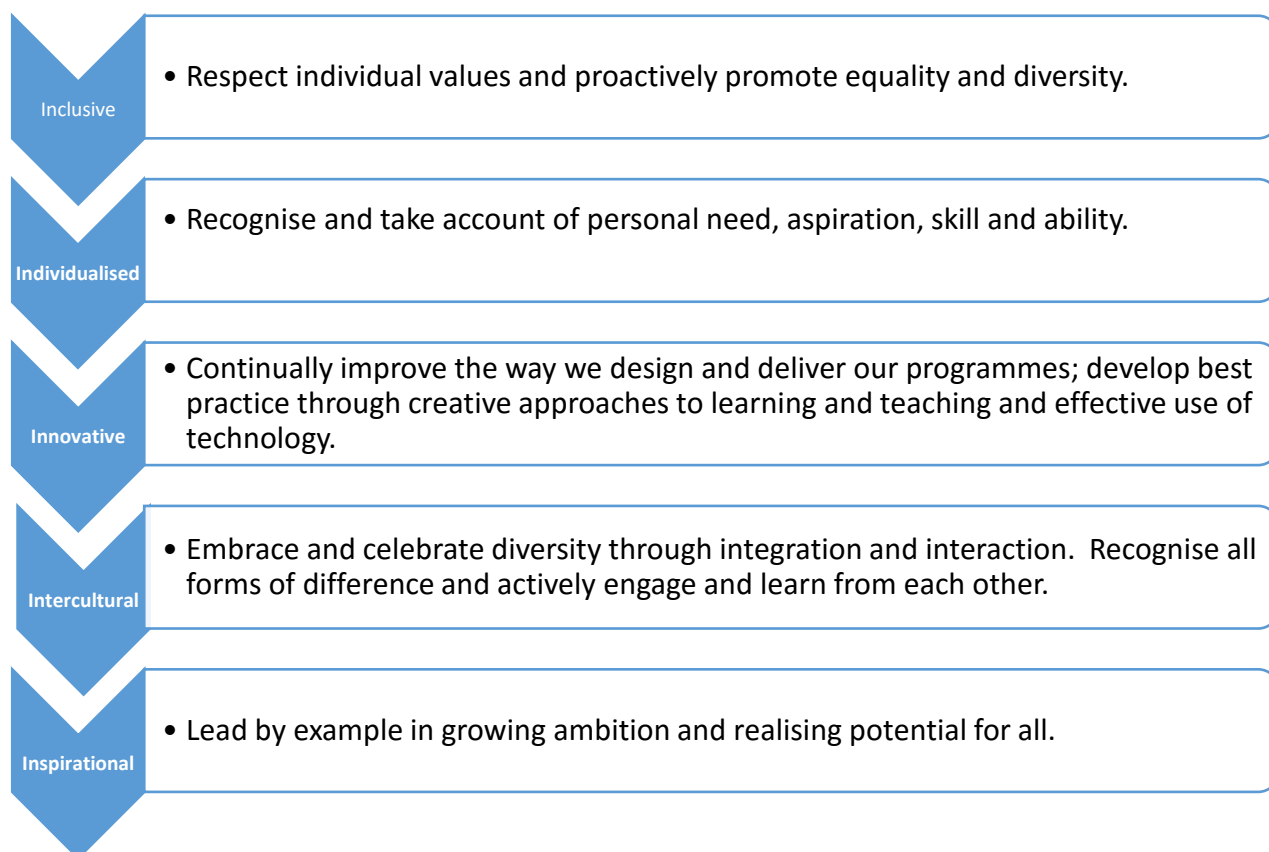 Inclusive
• Respect individual values and proactively promote equality and diversity.
Individualised
• Recognise and take account of personal need, aspiration, skill and ability.
Innovative
• Continually improve the way we design and deliver our programmes; develop best
practice through creative approaches to learning and teaching and effective use of
technology.
Intercultural
• Embrace and celebrate diversity through integration and interaction.  Recognise all
forms of difference and actively engage and learn from each other.
Inspirational
• Lead by example in growing ambition and realising potential for all.